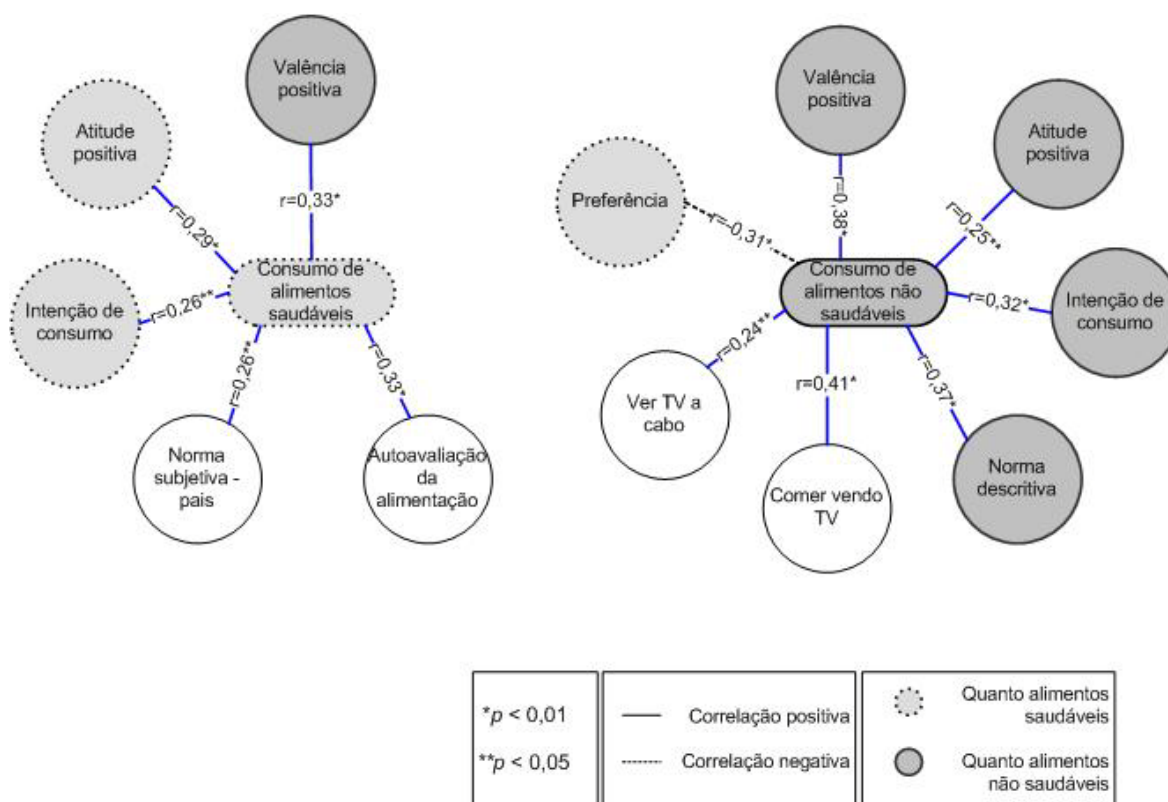 Valência
positiva
Atitude
positiva
r=0,33*
r=0,29*
Consumo de
alimentos
saudáveis
Intenção de
consumo
r=0,26**
r=0,26**
r=0,33*
Norma
subjetiva -
pais
Autoavaliação
da
alimentação
Valência
positiva
Atitude
positiva
Preferência
r=0,38*
r=-0,31*
r=0,25**
Consumo de
alimentos não
saudáveis
Intenção de
consumo
r=0,32*
r=0,24**
r=0,41*
r=0,37*
Ver TV a
cabo
Comer vendo
TV
Norma
descritiva
*p < 0,01
**p < 0,05
Correlação positiva
Correlação negativa
Quanto alimentos
saudáveis
Quanto alimentos
não saudáveis